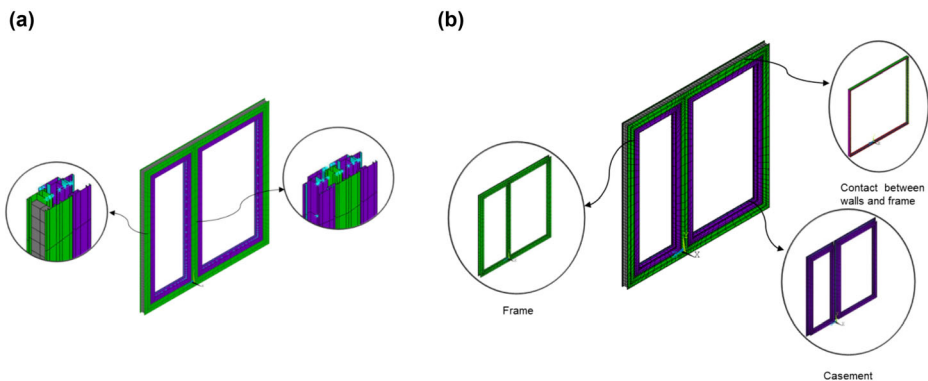 (a)
(b)
Contact between
walls and frame
Frame
X
Casement